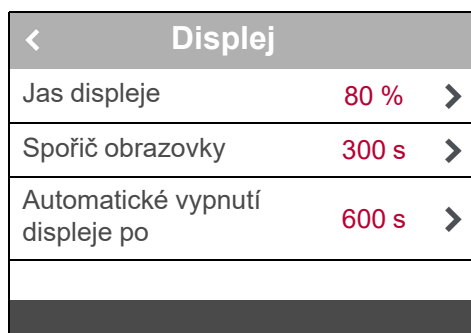 Displej
Jas displeje 80 %
Spořič obrazovky 300 s
Automatické vypnutí
displeje po 600 s